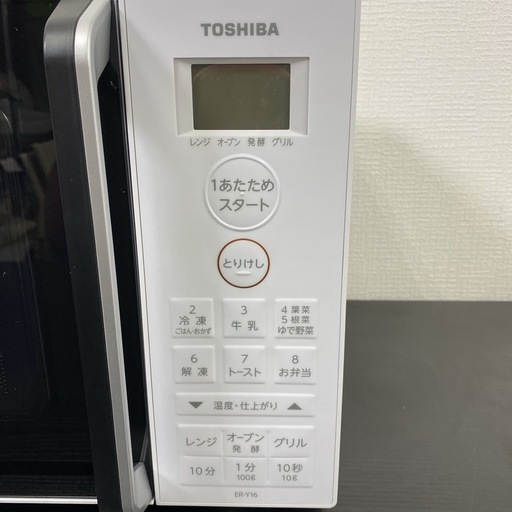 TOSHIBA
レンジ オーブン 発酵 グリル
1あたため
スタート
とりけし
2
冷凍
ごはん・おかず
3
牛乳
4葉菜
5根菜
ゆで野菜
6
解凍
7
トースト
8
お弁当
▼ 温度・仕上がり ▲
レンジ
オーブン
発酵
グリル
10分
1分
100g
10秒
10g
ER-Y16